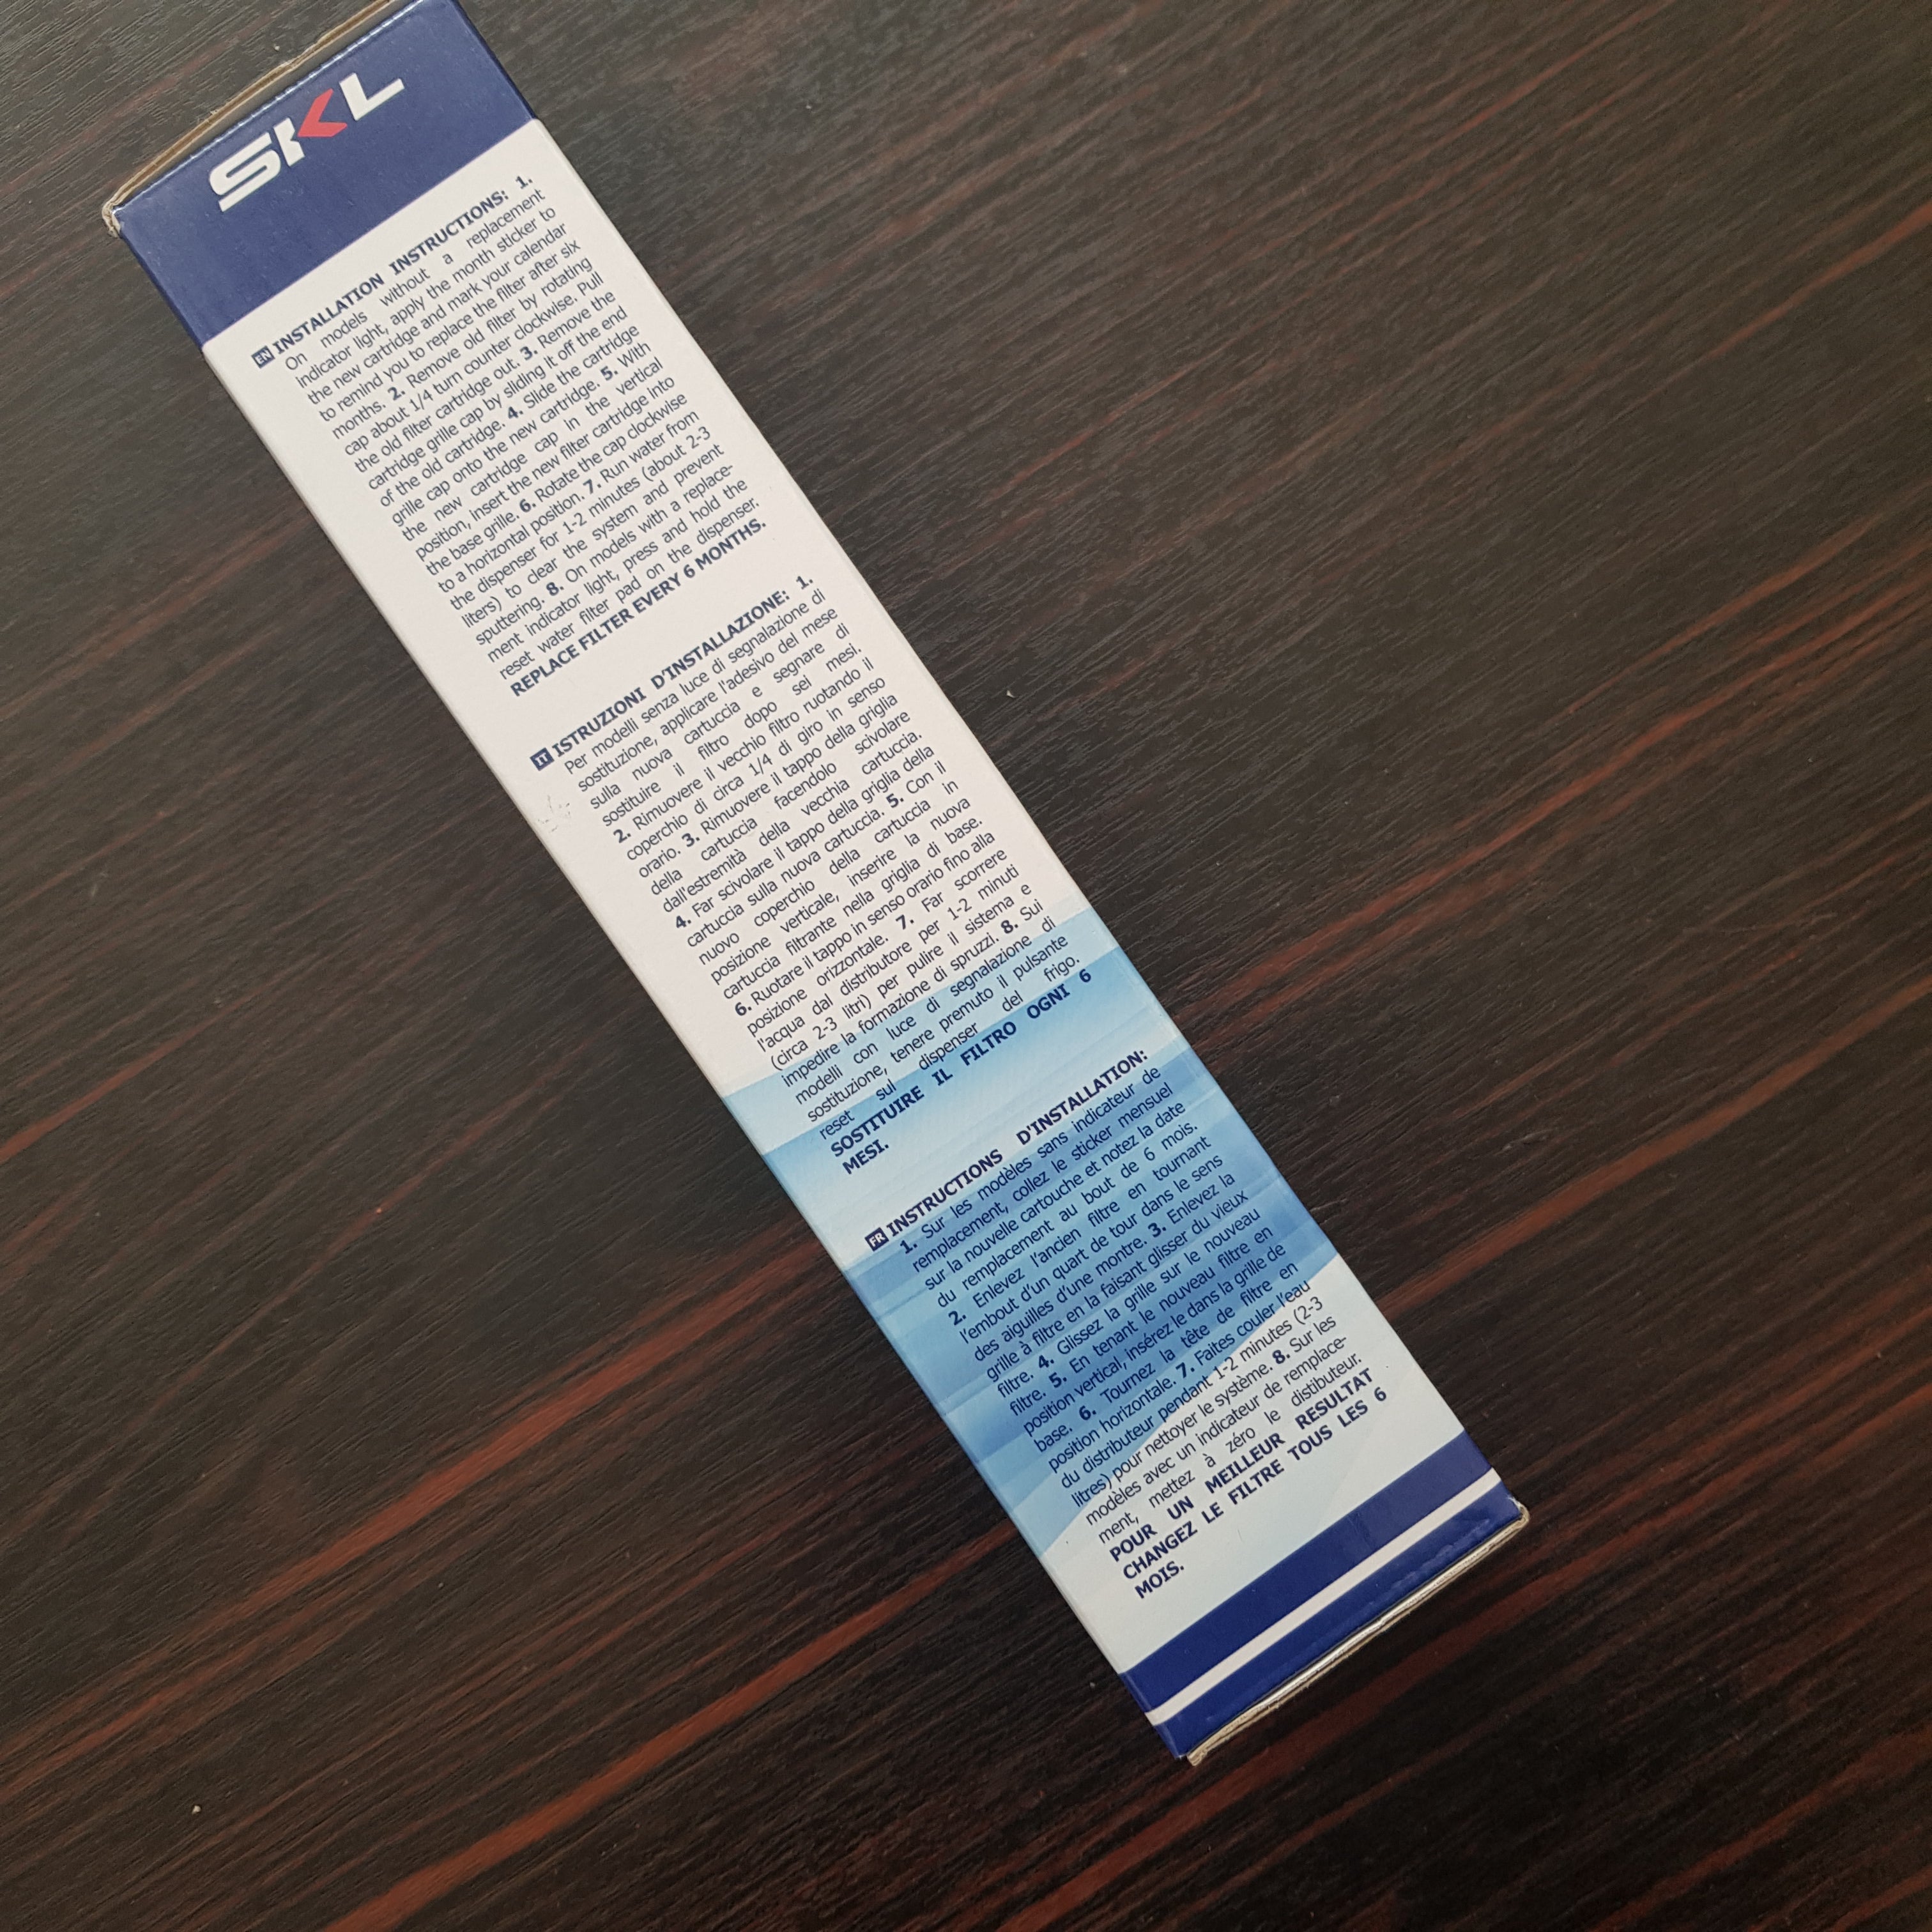 SKL
EN INSTALLATION INSTRUCTIONS: 1.
On models without a replacement
indicator light, apply the month sticker to
the new cartridge and mark your calendar
to remind you to replace the filter after six
months. 2. Remove old filter by rotating
cap about 1/4 turn counter clockwise. Pull
the old filter cartridge out. 3. Remove the
cartridge grille cap by sliding it off the end
of the old cartridge. 4. Slide the cartridge
grille cap onto the new cartridge. 5. With
the new cartridge cap in the vertical
position, insert the new filter cartridge into
the base grille. 6. Rotate the cap clockwise
to a horizontal position. 7. Run water from
the dispenser for 1-2 minutes (about 2-3
liters) to clear the system and prevent
sputtering. 8. On models with a replace-
ment indicator light, press and hold the
reset water filter pad on the dispenser.
REPLACE FILTER EVERY 6 MONTHS.
IT ISTRUZIONI D'INSTALLAZIONE: 1.
Per modelli senza luce di segnalazione di
sostituzione, applicare l'adesivo del mese
sulla nuova cartuccia e segnare di
sostituire il filtro dopo sei mesi.
2. Rimuovere il vecchio filtro ruotando il
coperchio di circa 1/4 di giro in senso
orario. 3. Rimuovere il tappo della griglia
della cartuccia facendolo scivolare
dall'estremità della vecchia cartuccia.
4. Far scivolare il tappo della griglia della
cartuccia sulla nuova cartuccia. 5. Con il
nuovo coperchio della cartuccia in
posizione verticale, inserire la nuova
cartuccia filtrante nella griglia di base.
6. Ruotare il tappo in senso orario fino alla
posizione orizzontale. 7. Far scorrere
l'acqua dal distributore per 1-2 minuti
(circa 2-3 litri) per pulire il sistema e
impedire la formazione di spruzzi. 8. Sui
modelli con luce di segnalazione di
sostituzione, tenere premuto il pulsante
reset sul dispenser del frigo.
SOSTITUIRE IL FILTRO OGNI 6
MESI.
FR INSTRUCTIONS D'INSTALLATION:
1. Sur les modèles sans indicateur de
remplacement, collez le sticker mensuel
sur la nouvelle cartouche et notez la date
du remplacement au bout de 6 mois.
2. Enlevez l'ancien filtre en tournant
l'embout d'un quart de tour dans le sens
des aiguilles d'une montre. 3. Enlevez la
grille à filtre en la faisant glisser du vieux
filtre. 4. Glissez la grille sur le nouveau
filtre. 5. En tenant le nouveau filtre en
position vertical, insérez le dans la grille de
base. 6. Tournez la tête de filtre en
position horizontale. 7. Faites couler l'eau
du distributeur pendant 1-2 minutes (2-3
litres) pour nettoyer le système. 8. Sur les
modèles avec un indicateur de remplace-
ment, mettez à zéro le distibuteur.
POUR UN MEILLEUR RESULTAT
CHANGEZ LE FILTRE TOUS LES 6
MOIS.